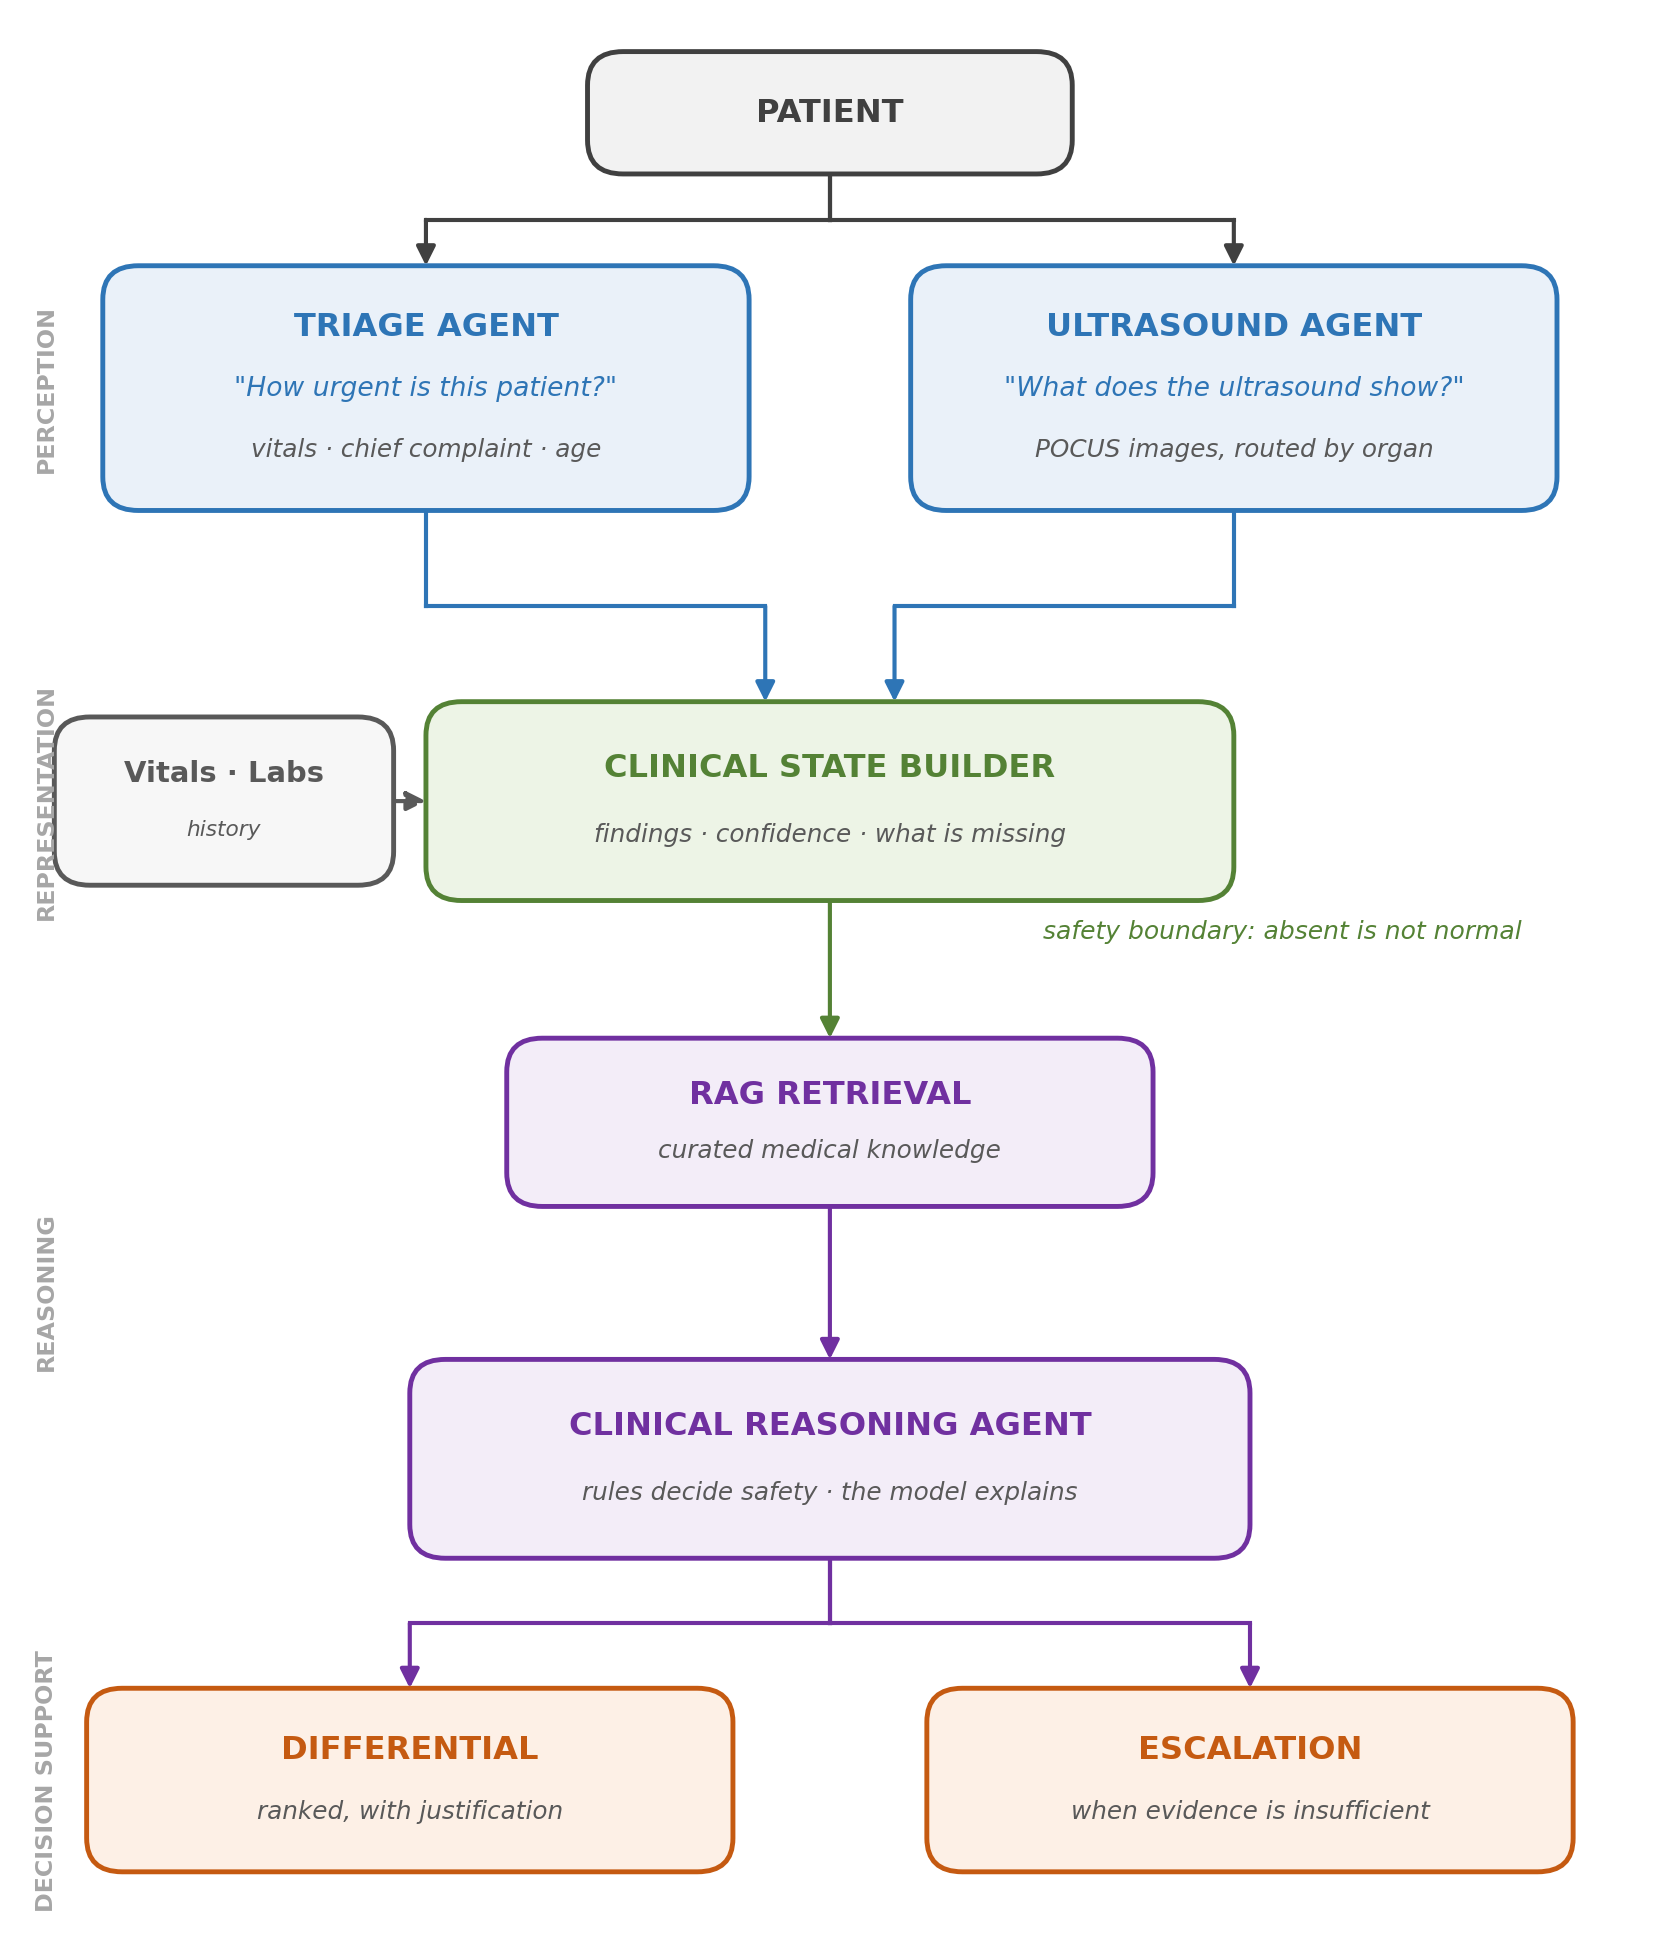 PATIENT
PERCEPTION
TRIAGE AGENT
"How urgent is this patient?"
vitals · chief complaint · age
ULTRASOUND AGENT
"What does the ultrasound show?"
POCUS images, routed by organ
REPRESENTATION
Vitals · Labs
history
CLINICAL STATE BUILDER
findings · confidence · what is missing
safety boundary: absent is not normal
REASONING
RAG RETRIEVAL
curated medical knowledge
CLINICAL REASONING AGENT
rules decide safety · the model explains
DECISION SUPPORT
DIFFERENTIAL
ranked, with justification
ESCALATION
when evidence is insufficient